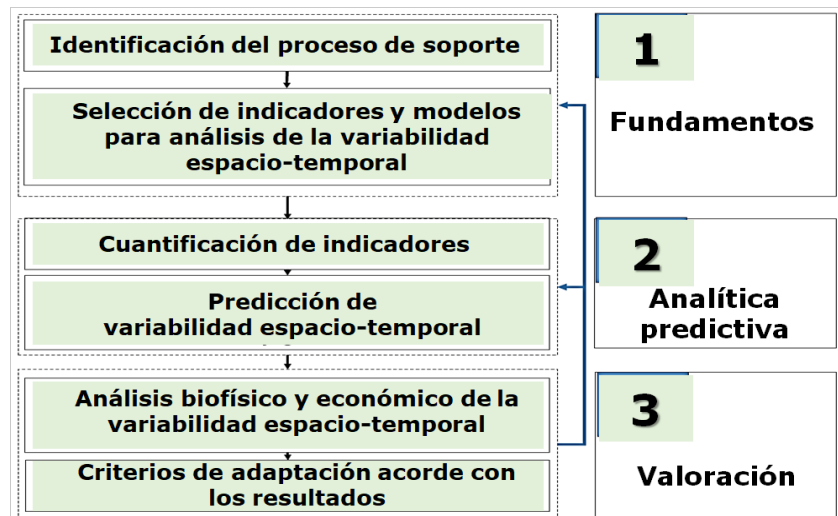 Identificación del proceso de soporte
Selección de indicadores y modelos
para análisis de la variabilidad
espacio-temporal
1
Fundamentos
Cuantificación de indicadores
Predicción de
variabilidad espacio-temporal
2
Analítica
predictiva
Análisis biofísico y económico de la
variabilidad espacio-temporal
Criterios de adaptación acorde con
los resultados
3
Valoración